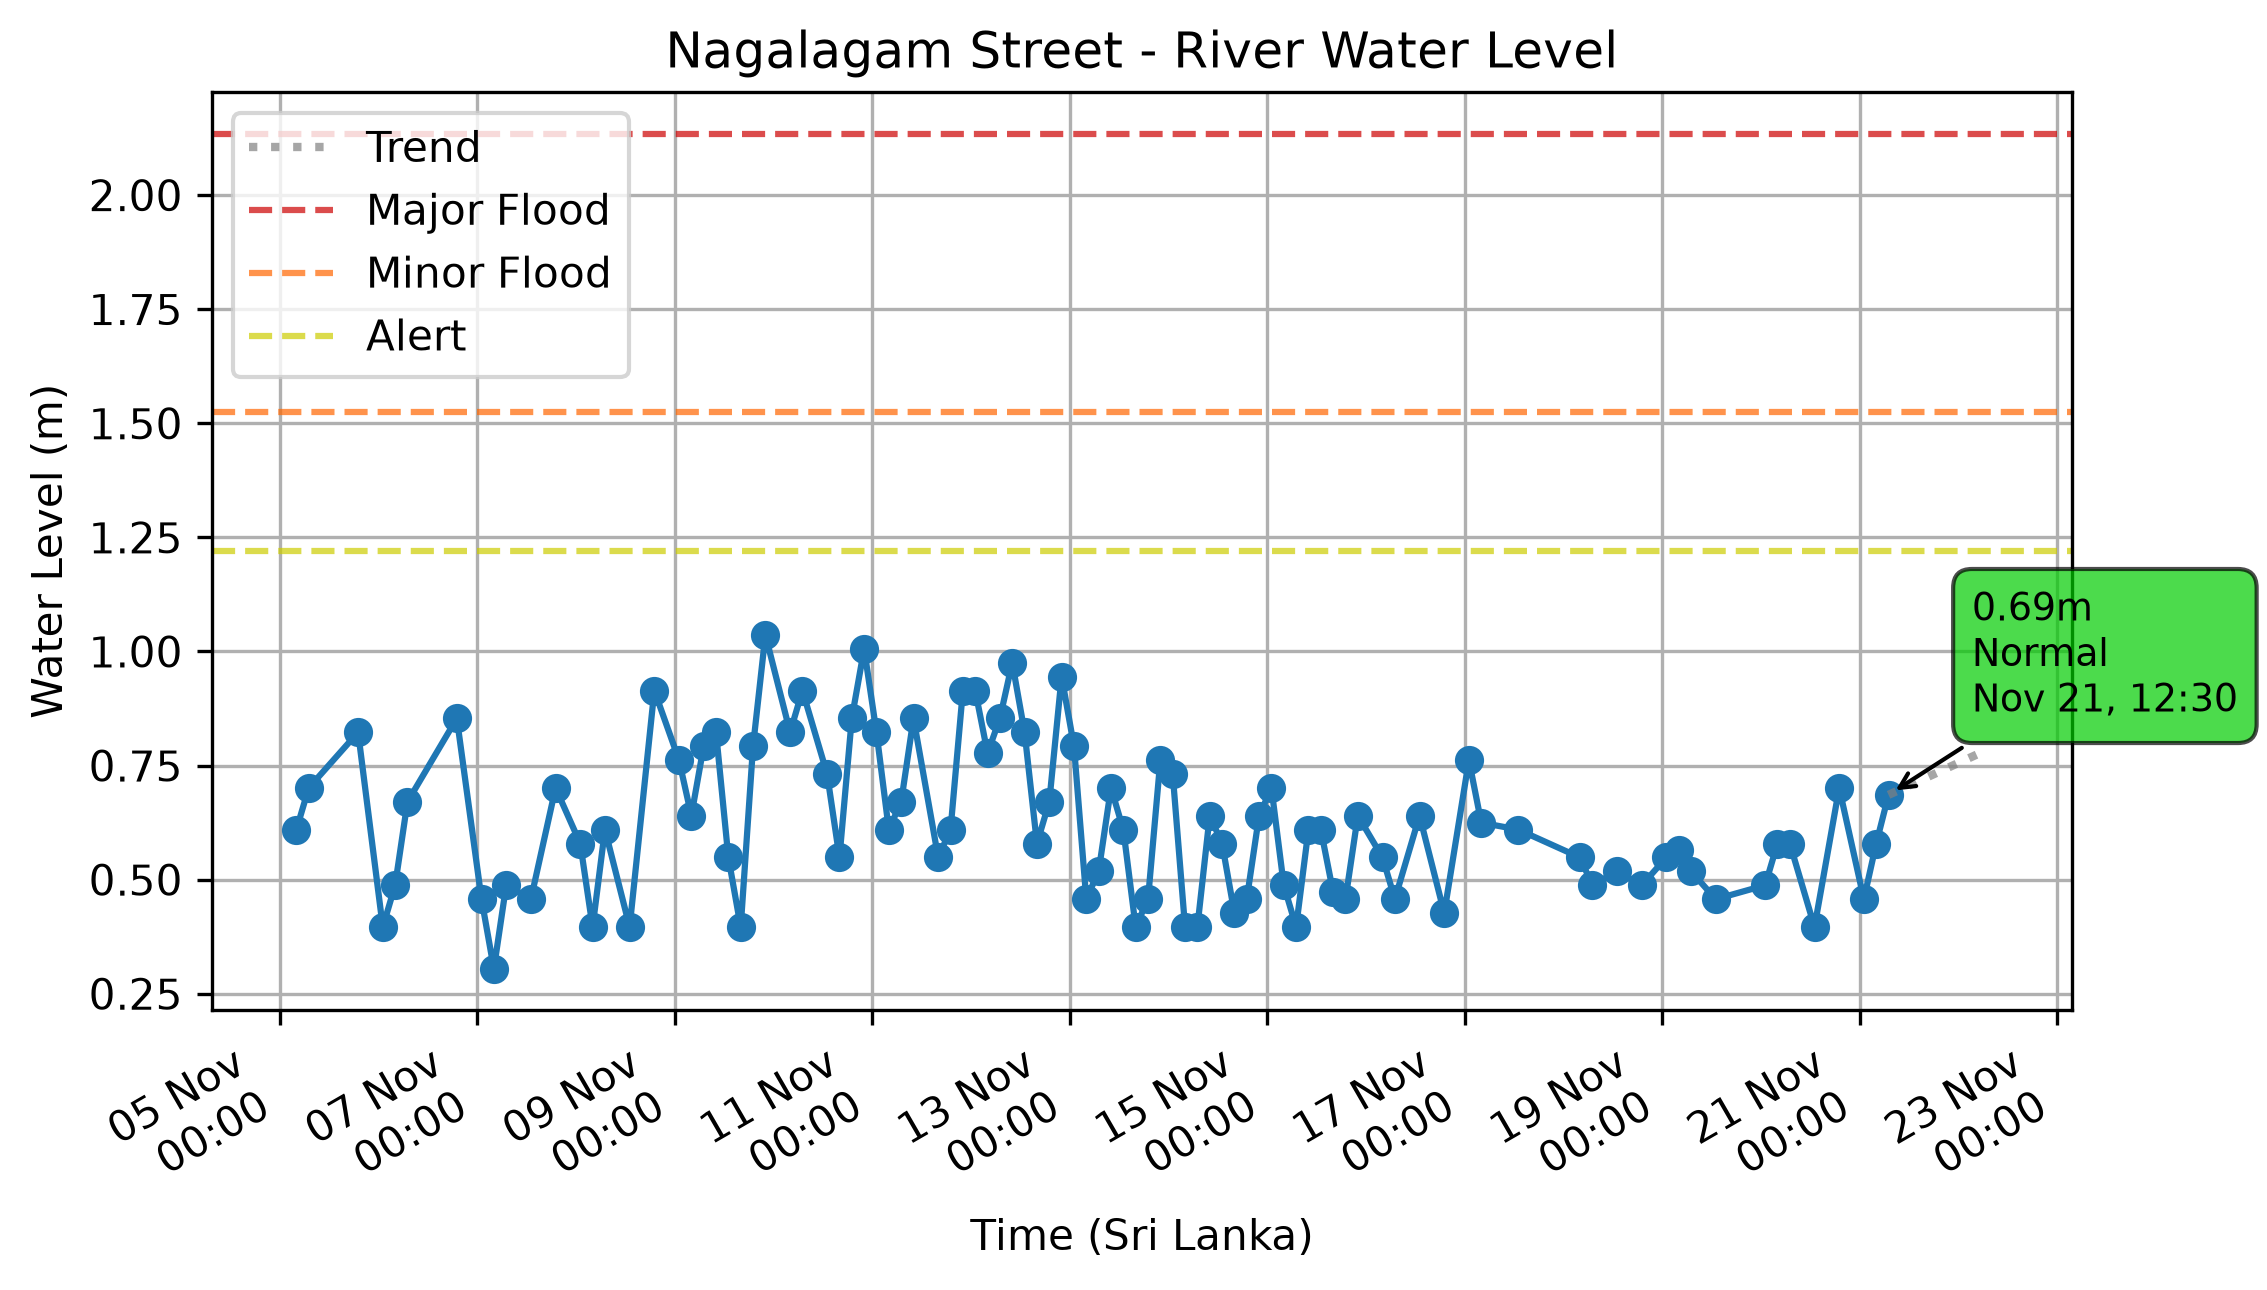 Nagalagam Street - River Water Level
Trend
Major Flood
Minor Flood
Alert
2.00
1.75
1.50
1.25
1.00
0.75
0.50
0.25
Water Level (m)
0.69m
Normal
Nov 21, 12:30
05 Nov
00:00
07 Nov
00:00
09 Nov
00:00
11 Nov
00:00
13 Nov
00:00
15 Nov
00:00
17 Nov
00:00
19 Nov
00:00
21 Nov
00:00
23 Nov
00:00
Time (Sri Lanka)